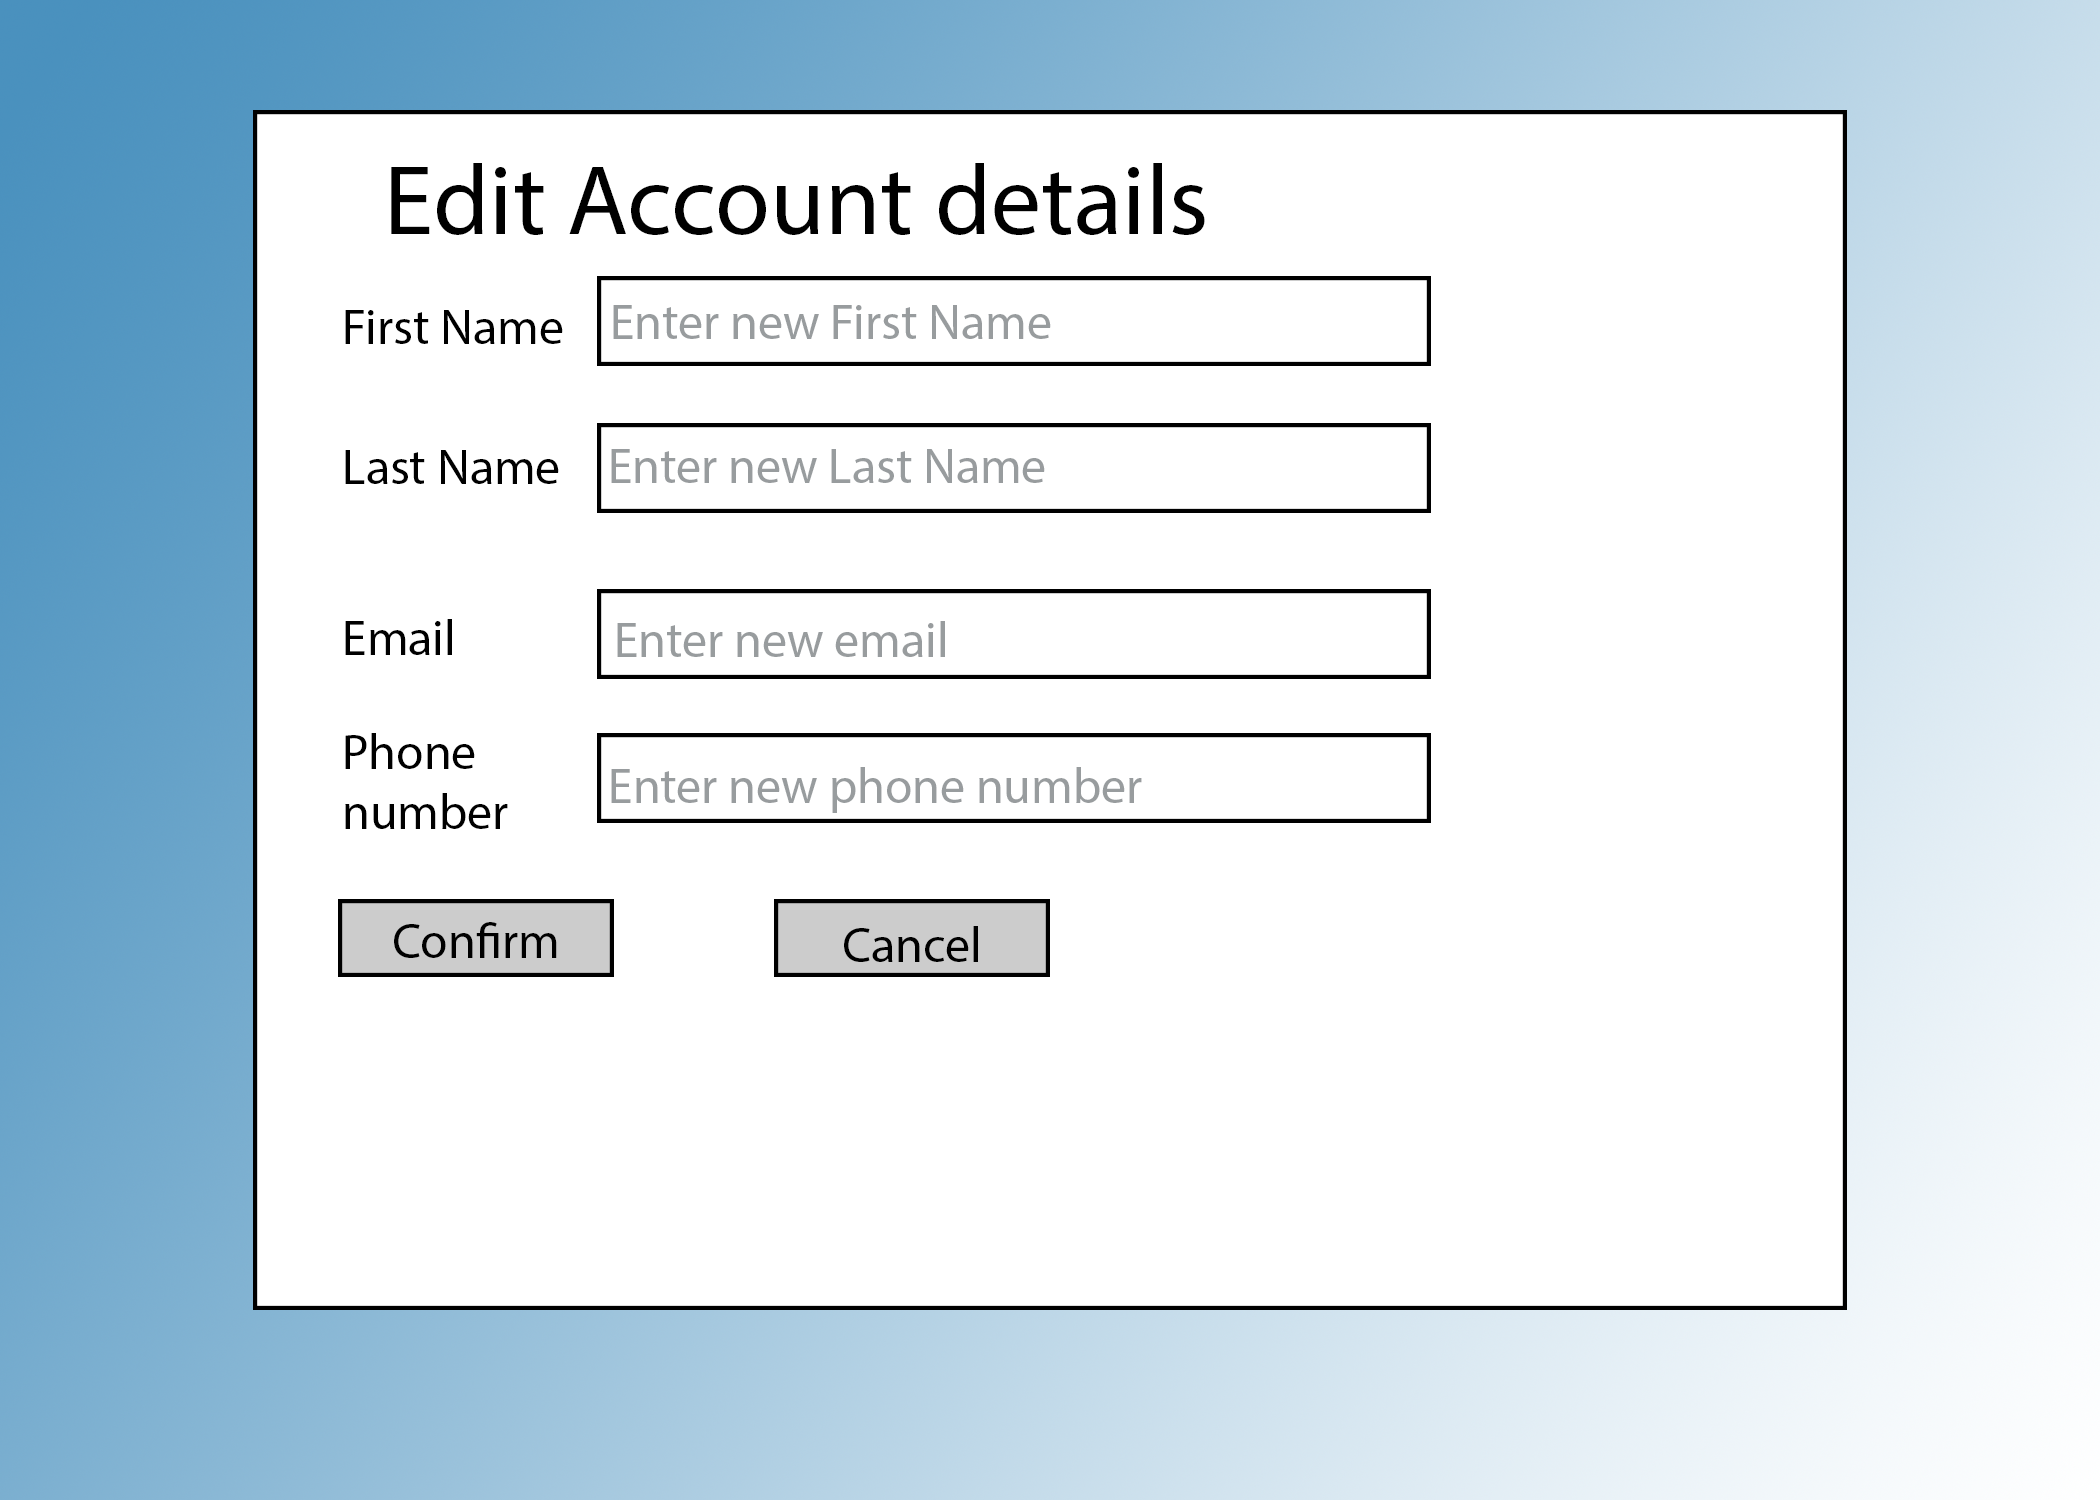 Edit Account details
First Name
Enter new First Name
Last Name
Enter new Last Name
Email
Enter new email
Phone
number
Enter new phone number
Confirm
Cancel